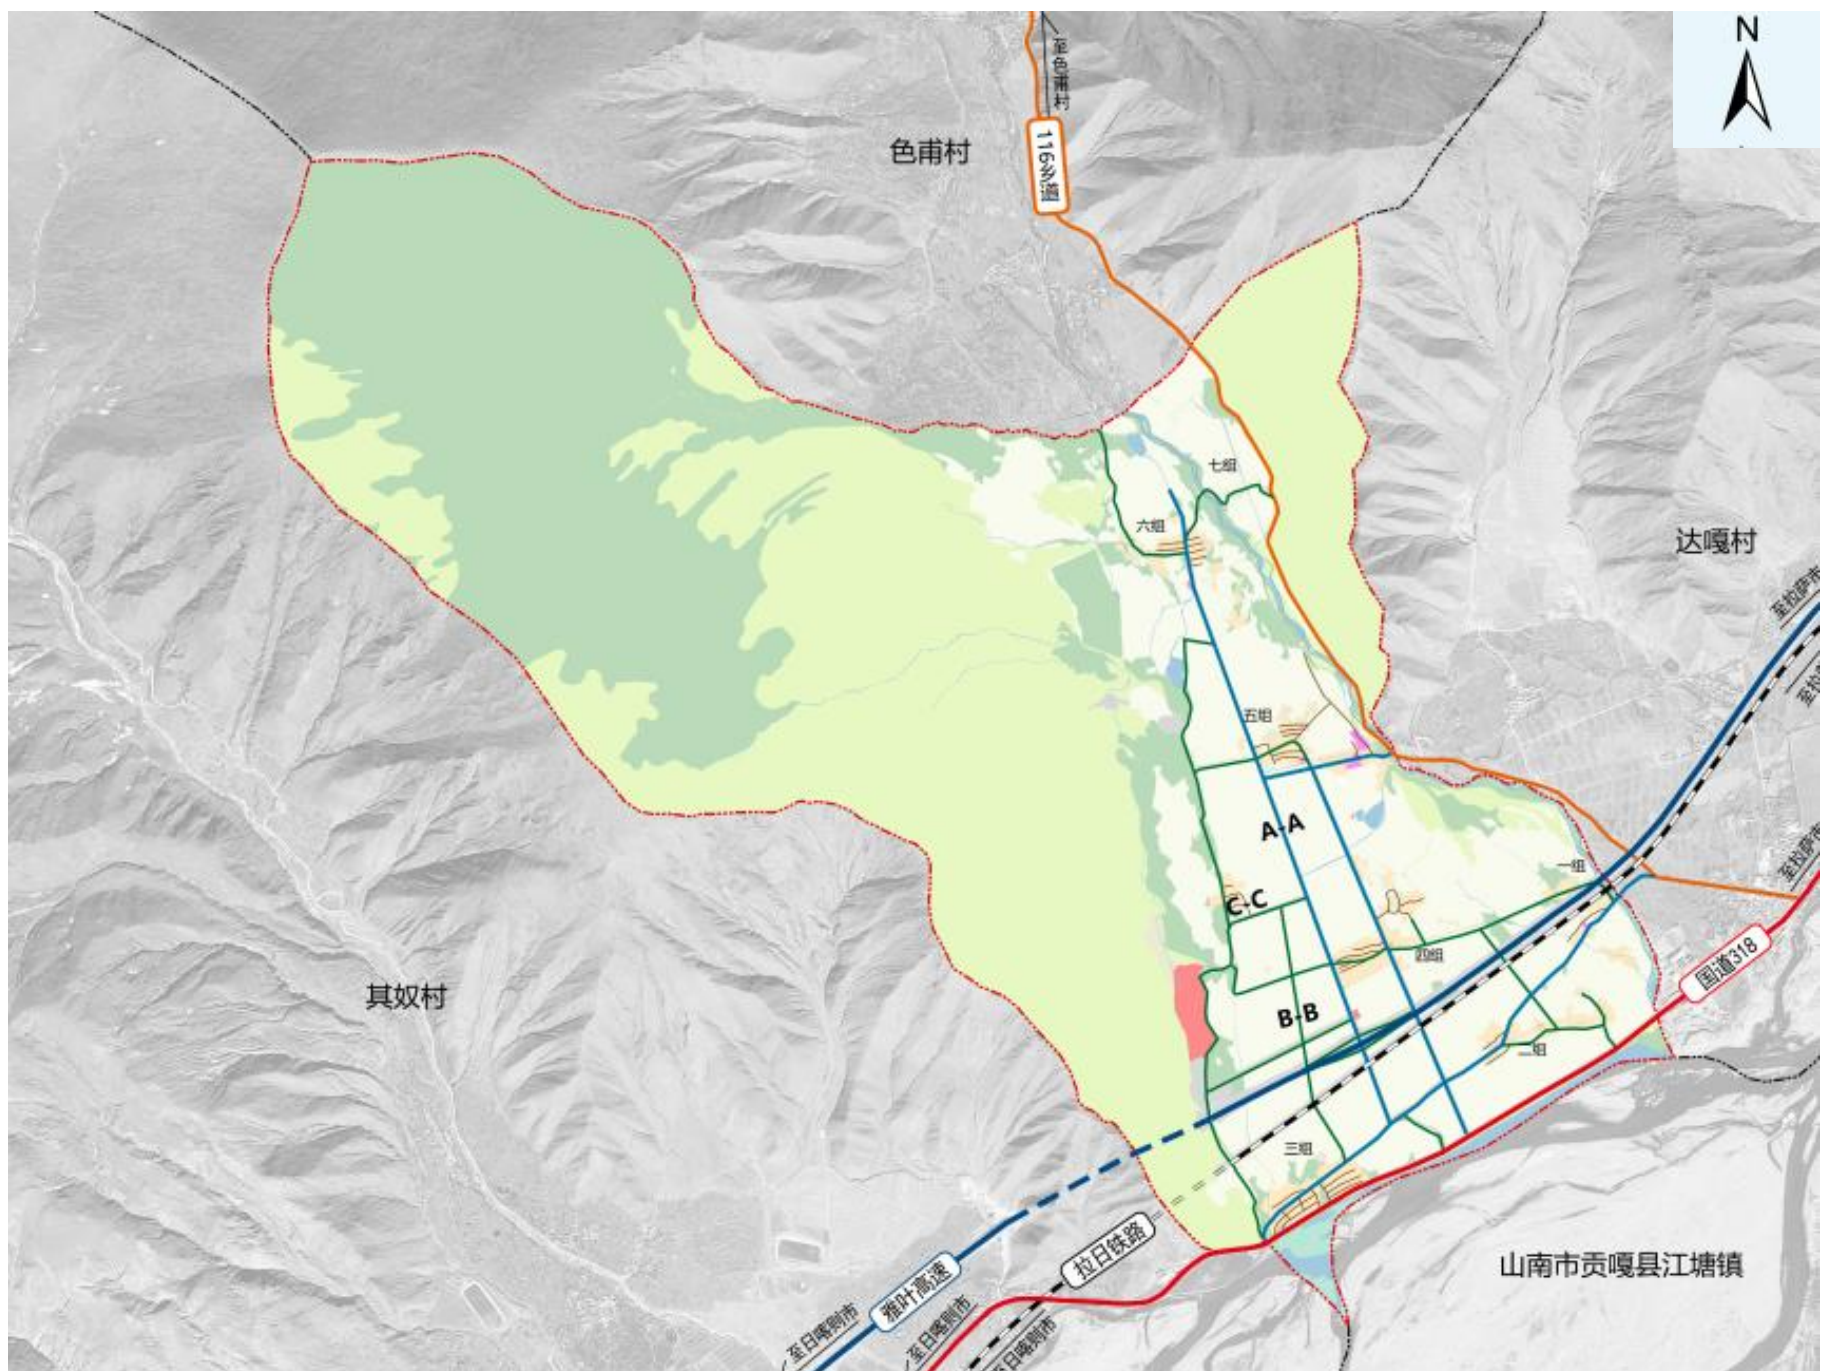 N
至色甫村
色甫村
116乡道
七组
六组
达嘎村
至拉萨市
五组
A-A
一组
至拉萨市
C-C
四组
国道318
其奴村
B-B
二组
三组
拉日铁路
山南市贡嘎县江塘镇
雅叶高速
至日喀则市
至日喀则市
至日喀则市